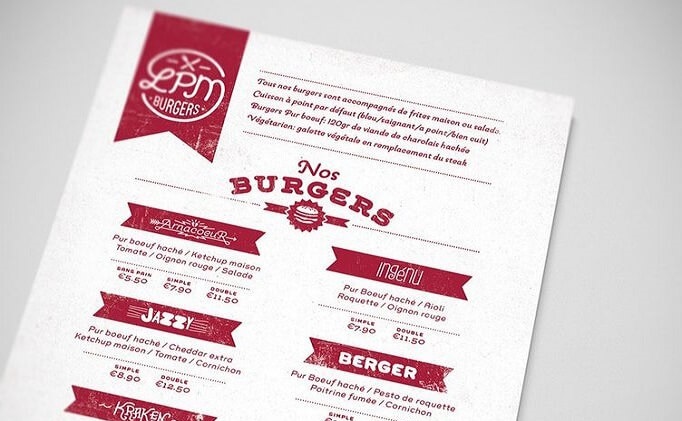 LPM
BURGERS
Tous nos burgers sont accompagnés de frites maison ou salade.
Cuisson à point par défaut (bleu/saignant/a point/bien cuit)
Burgers Pur boeuf: 120gr de viande de charolais hachée
Végétarien: galette végétale en remplacement du steak
Nos
BURGERS
Arnacoeur
Pur boeuf haché / Ketchup maison
Tomate / Oignon rouge / Salade
SANS PAIN SIMPLE DOUBLE
€5.50 €7.90 €11.50
JAZZY
Pur boeuf haché / Cheddar extra
Ketchup maison / Tomate / Cornichon
SIMPLE DOUBLE
€8.90 €12.50
KRAKEN
INGÉNU
Pur Boeuf haché / Aioli
Roquette / Oignon rouge
SIMPLE DOUBLE
€7.90 €11.50
BERGER
Pur Boeuf haché / Pesto de roquette
Poitrine fumée / Cornichon
SIMPLE DOUBLE